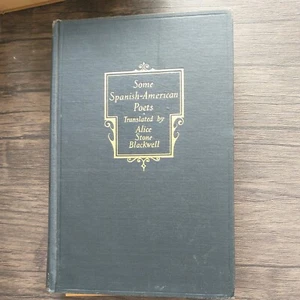 Some
Spanish-American
Poets
Translated by
Alice
Stone
Blackwell